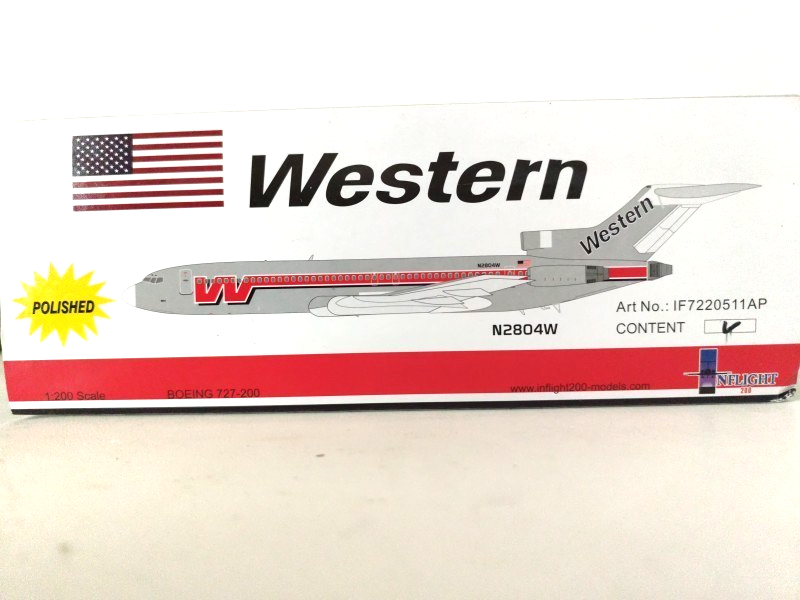 Western
Western
N2804W
W
POLISHED
N2804W
Art No.: IF7220511AP
CONTENT
1:200 Scale
BOEING 727-200
www.inflight200-models.com
INFLIGHT
200